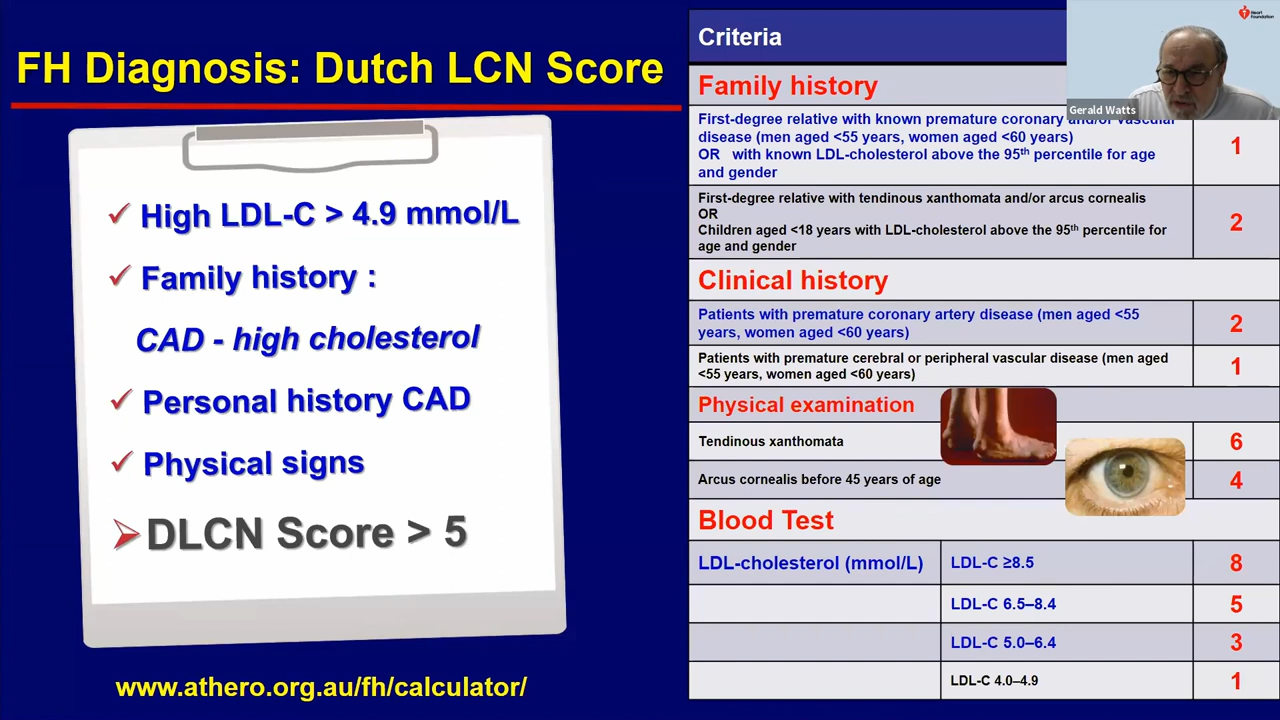 FH Diagnosis: Dutch LCN Score
High LDL-C > 4.9 mmol/L
Family history :
CAD - high cholesterol
Personal history CAD
Physical signs
DLCN Score > 5
www.athero.org.au/fh/calculator/
Criteria
Heart
Foundation
Gerald Watts
Family history
First-degree relative with known premature coronary and/or vascular
disease (men aged <55 years, women aged <60 years)
OR with known LDL-cholesterol above the 95th percentile for age
and gender
1
First-degree relative with tendinous xanthomata and/or arcus cornealis
OR
Children aged <18 years with LDL-cholesterol above the 95th percentile for
age and gender
2
Clinical history
Patients with premature coronary artery disease (men aged <55
years, women aged <60 years)
2
Patients with premature cerebral or peripheral vascular disease (men aged
<55 years, women aged <60 years)
1
Physical examination
Tendinous xanthomata
6
Arcus cornealis before 45 years of age
4
Blood Test
LDL-cholesterol (mmol/L)
LDL-C ≥8.5
8
LDL-C 6.5–8.4
5
LDL-C 5.0–6.4
3
LDL-C 4.0–4.9
1